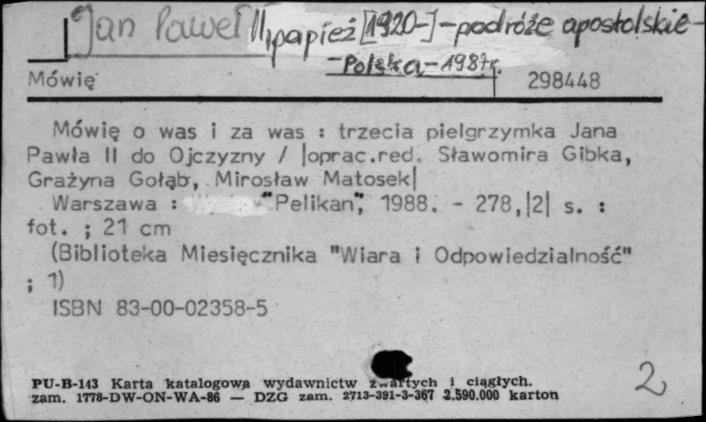 Jan Paweł II, papież [1920-] - podróże apostolskie -
- Polska - 1987r.
Mówię 298448
Mówię o was i za was : trzecia pielgrzymka Jana
Pawła II do Ojczyzny / |oprac.red. Sławomira Gibka,
Grażyna Gołąb, Mirosław Matosek|
Warszawa : "Pelikan", 1988. - 278,|2| s. :
fot. ; 21 cm
(Biblioteka Miesięcznika "Wiara i Odpowiedzialność"
; 1)
ISBN 83-00-02358-5
PU-B-143 Karta katalogowa wydawnictw zwartych i ciągłych.
zam. 1778-DW-ON-WA-86 — DZG zam. 2713-391-3-367 2.590.000 karton
2